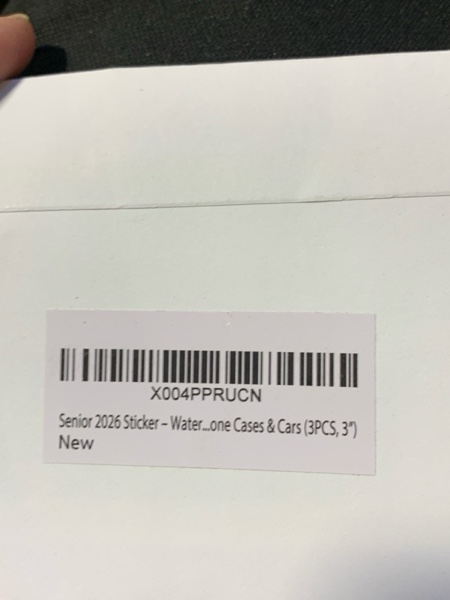 X004PPRUCN
Senior 2026 Sticker – Water...one Cases & Cars (3PCS, 3")
New